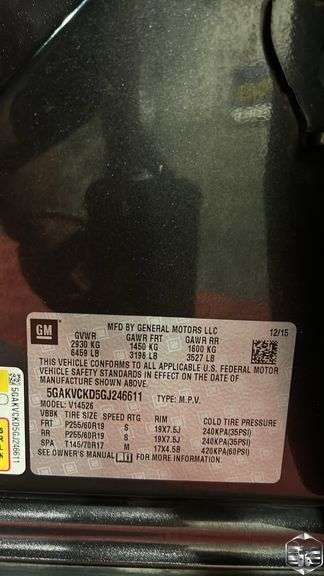 GM
MFD BY GENERAL MOTORS LLC
12/15
GVWR GAWR FRT GAWR RR
2930 KG 1450 KG 1600 KG
6459 LB 3196 LB 3527 LB
THIS VEHICLE CONFORMS TO ALL APPLICABLE U.S. FEDERAL MOTOR
VEHICLE SAFETY STANDARDS IN EFFECT ON THE DATE OF
MANUFACTURE SHOWN ABOVE.
5GAKVCKD5GJ246611 TYPE: M.P.V.
MODEL: V14526
VBBK TIRE SIZE SPEED RTG RIM COLD TIRE PRESSURE
FRT P255/60R19 S 19X7.5J 240KPA(35PSI)
RR P255/60R19 S 19X7.5J 240KPA(35PSI)
SPA T145/70R17 M 17X4.5B 420KPA(60PSI)
SEE OWNER'S MANUAL FOR MORE INFORMATION.
5GAKVCKD5GJ246611